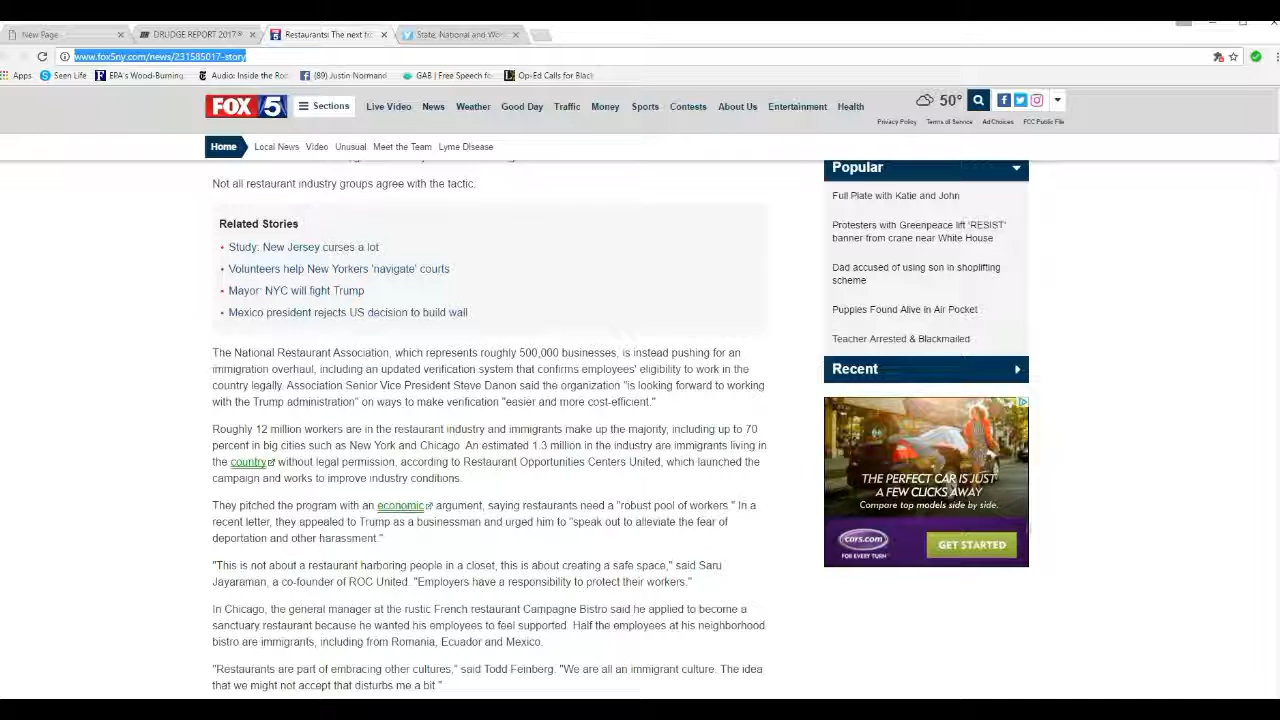 New Page
DRUDGE REPORT 2017®
Restaurants: The next fro
State, National and Wor
www.fox5ny.com/news/231585017-story
Apps
Seen Life
EPA's Wood-Burning
Audio: Inside the Ro
(89) Justin Normand
GAB | Free Speech fo
Op-Ed Calls for Blac
FOX 5
Sections
Live Video
News
Weather
Good Day
Traffic
Money
Sports
Contests
About Us
Entertainment
Health
50°
Privacy Policy
Terms of Service
Ad Choices
FCC Public File
Home
Local News
Video
Unusual
Meet the Team
Lyme Disease
Not all restaurant industry groups agree with the tactic.
Related Stories
Study: New Jersey curses a lot
Volunteers help New Yorkers 'navigate' courts
Mayor: NYC will fight Trump
Mexico president rejects US decision to build wall
The National Restaurant Association, which represents roughly 500,000 businesses, is instead pushing for an
immigration overhaul, including an updated verification system that confirms employees' eligibility to work in the
country legally. Association Senior Vice President Steve Danon said the organization "is looking forward to working
with the Trump administration" on ways to make verification "easier and more cost-efficient."
Roughly 12 million workers are in the restaurant industry and immigrants make up the majority, including up to 70
percent in big cities such as New York and Chicago. An estimated 1.3 million in the industry are immigrants living in
the country without legal permission, according to Restaurant Opportunities Centers United, which launched the
campaign and works to improve industry conditions.
They pitched the program with an economic argument, saying restaurants need a "robust pool of workers." In a
recent letter, they appealed to Trump as a businessman and urged him to "speak out to alleviate the fear of
deportation and other harassment."
"This is not about a restaurant harboring people in a closet, this is about creating a safe space," said Saru
Jayaraman, a co-founder of ROC United. "Employers have a responsibility to protect their workers."
In Chicago, the general manager at the rustic French restaurant Campagne Bistro said he applied to become a
sanctuary restaurant because he wanted his employees to feel supported. Half the employees at his neighborhood
bistro are immigrants, including from Romania, Ecuador and Mexico.
"Restaurants are part of embracing other cultures," said Todd Feinberg. "We are all an immigrant culture. The idea
that we might not accept that disturbs me a bit."
Popular
Full Plate with Katie and John
Protesters with Greenpeace lift 'RESIST'
banner from crane near White House
Dad accused of using son in shoplifting
scheme
Puppies Found Alive in Air Pocket
Teacher Arrested & Blackmailed
Recent
THE PERFECT CAR IS JUST
A FEW CLICKS AWAY
Compare top models side by side.
cars.com
FOR EVERY TURN™
GET STARTED